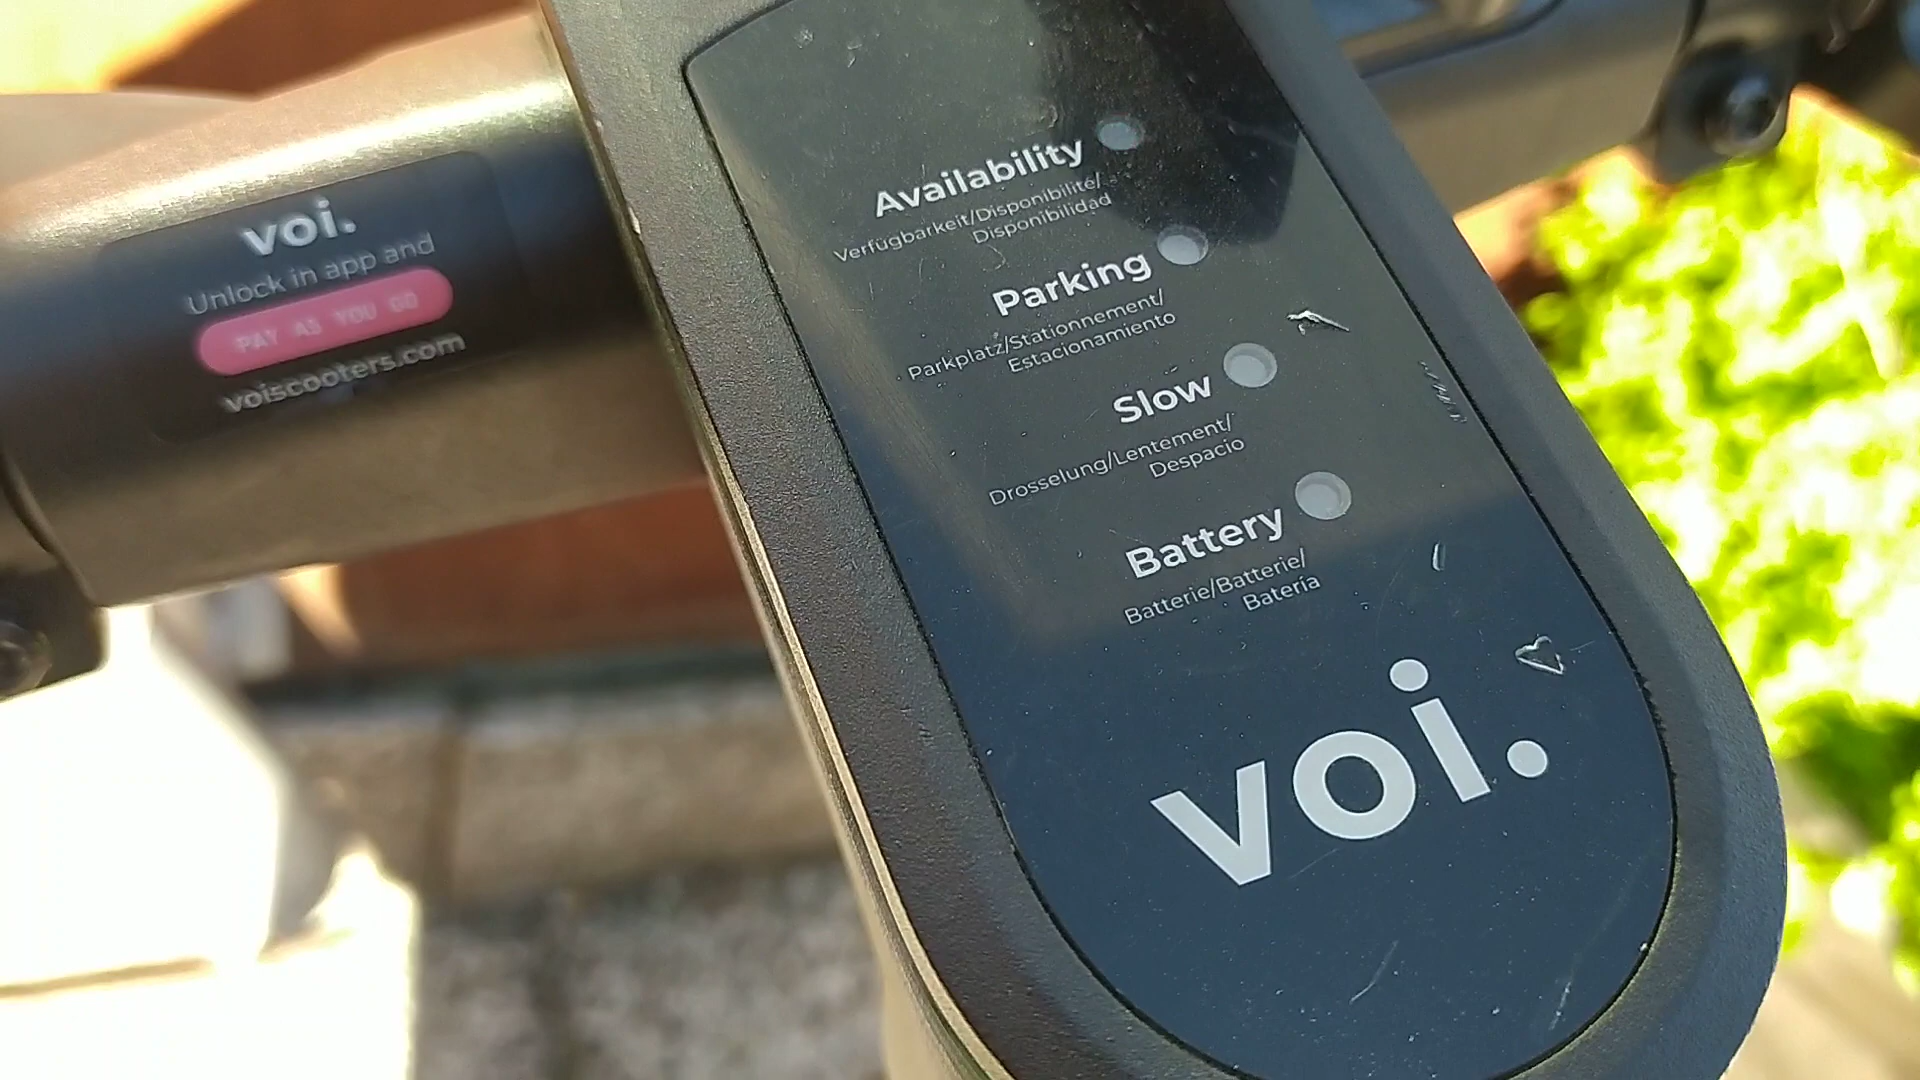 voi.
Unlock in app and
PAY AS YOU GO
voiscooters.com
Availability
Verfügbarkeit/Disponibilité/
Disponibilidad
Parking
Parkplatz/Stationnement/
Estacionamiento
Slow
Drosselung/Lentement/
Despacio
Battery
Batterie/Batterie/
Batería
voi.